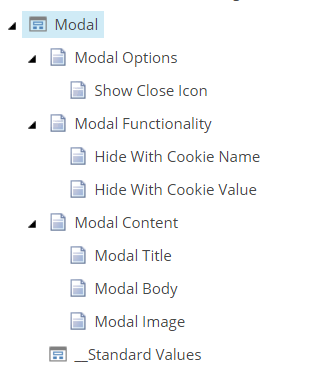 Modal
Modal Options
Show Close Icon
Modal Functionality
Hide With Cookie Name
Hide With Cookie Value
Modal Content
Modal Title
Modal Body
Modal Image
__Standard Values